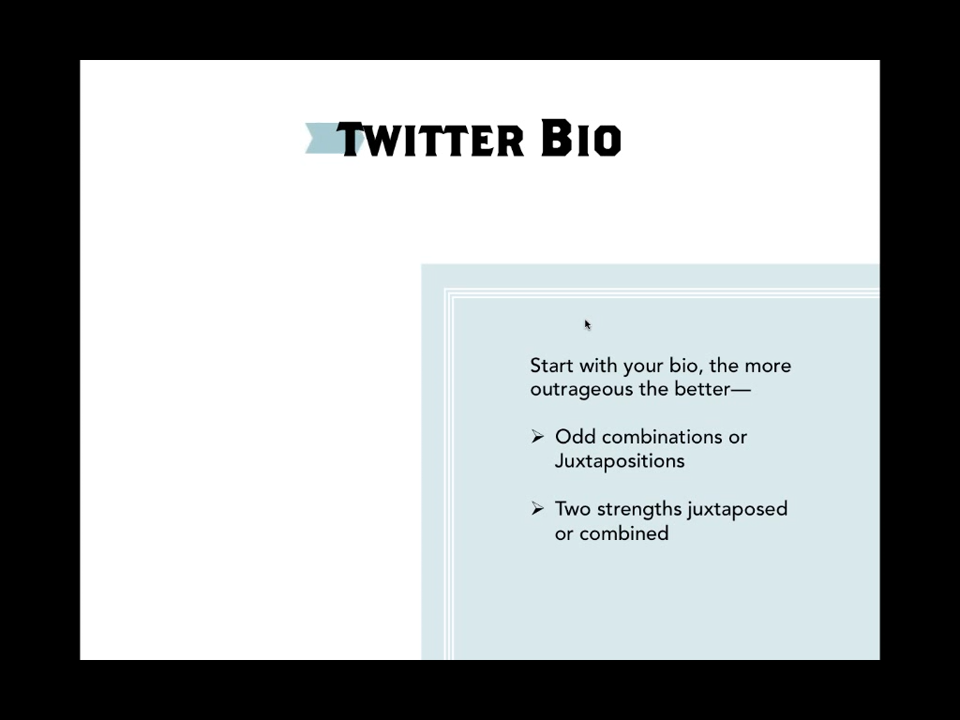 Twitter Bio
Start with your bio, the more
outrageous the better—
➢ Odd combinations or
Juxtapositions
➢ Two strengths juxtaposed
or combined